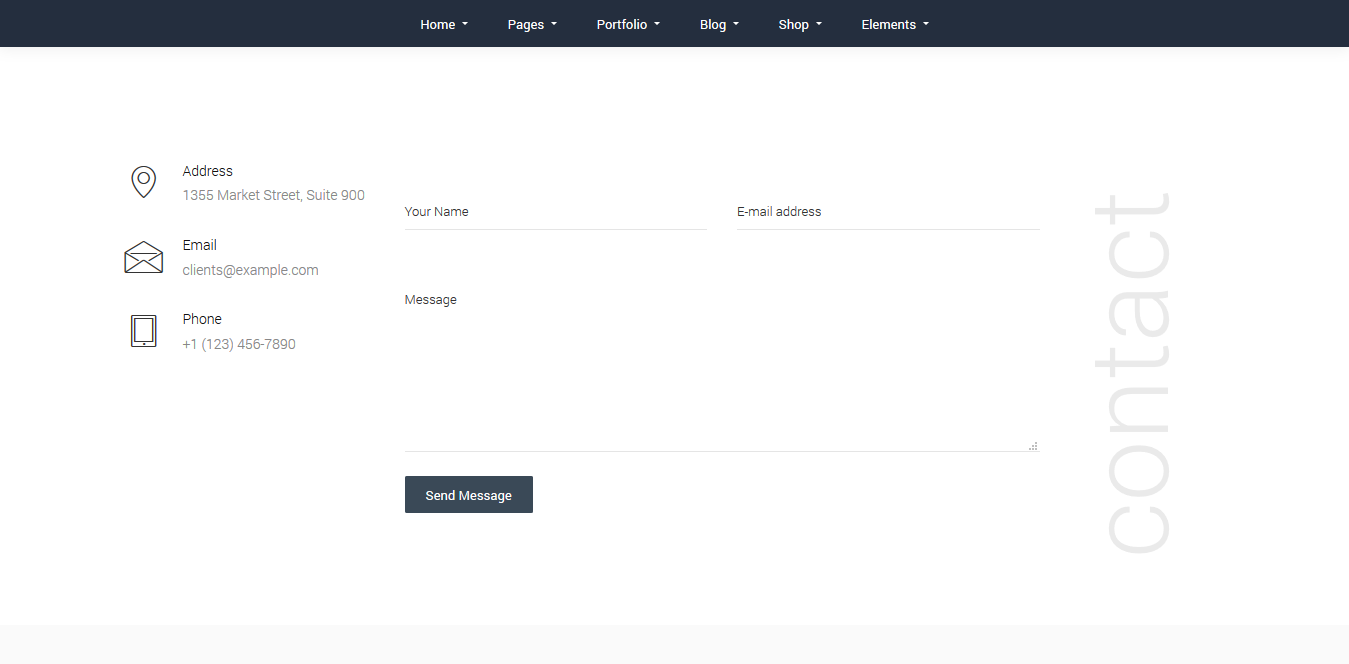 Home Pages Portfolio Blog Shop Elements
Address
1355 Market Street, Suite 900
Email
clients@example.com
Phone
+1 (123) 456-7890
Your Name
E-mail address
Message
Send Message
contact